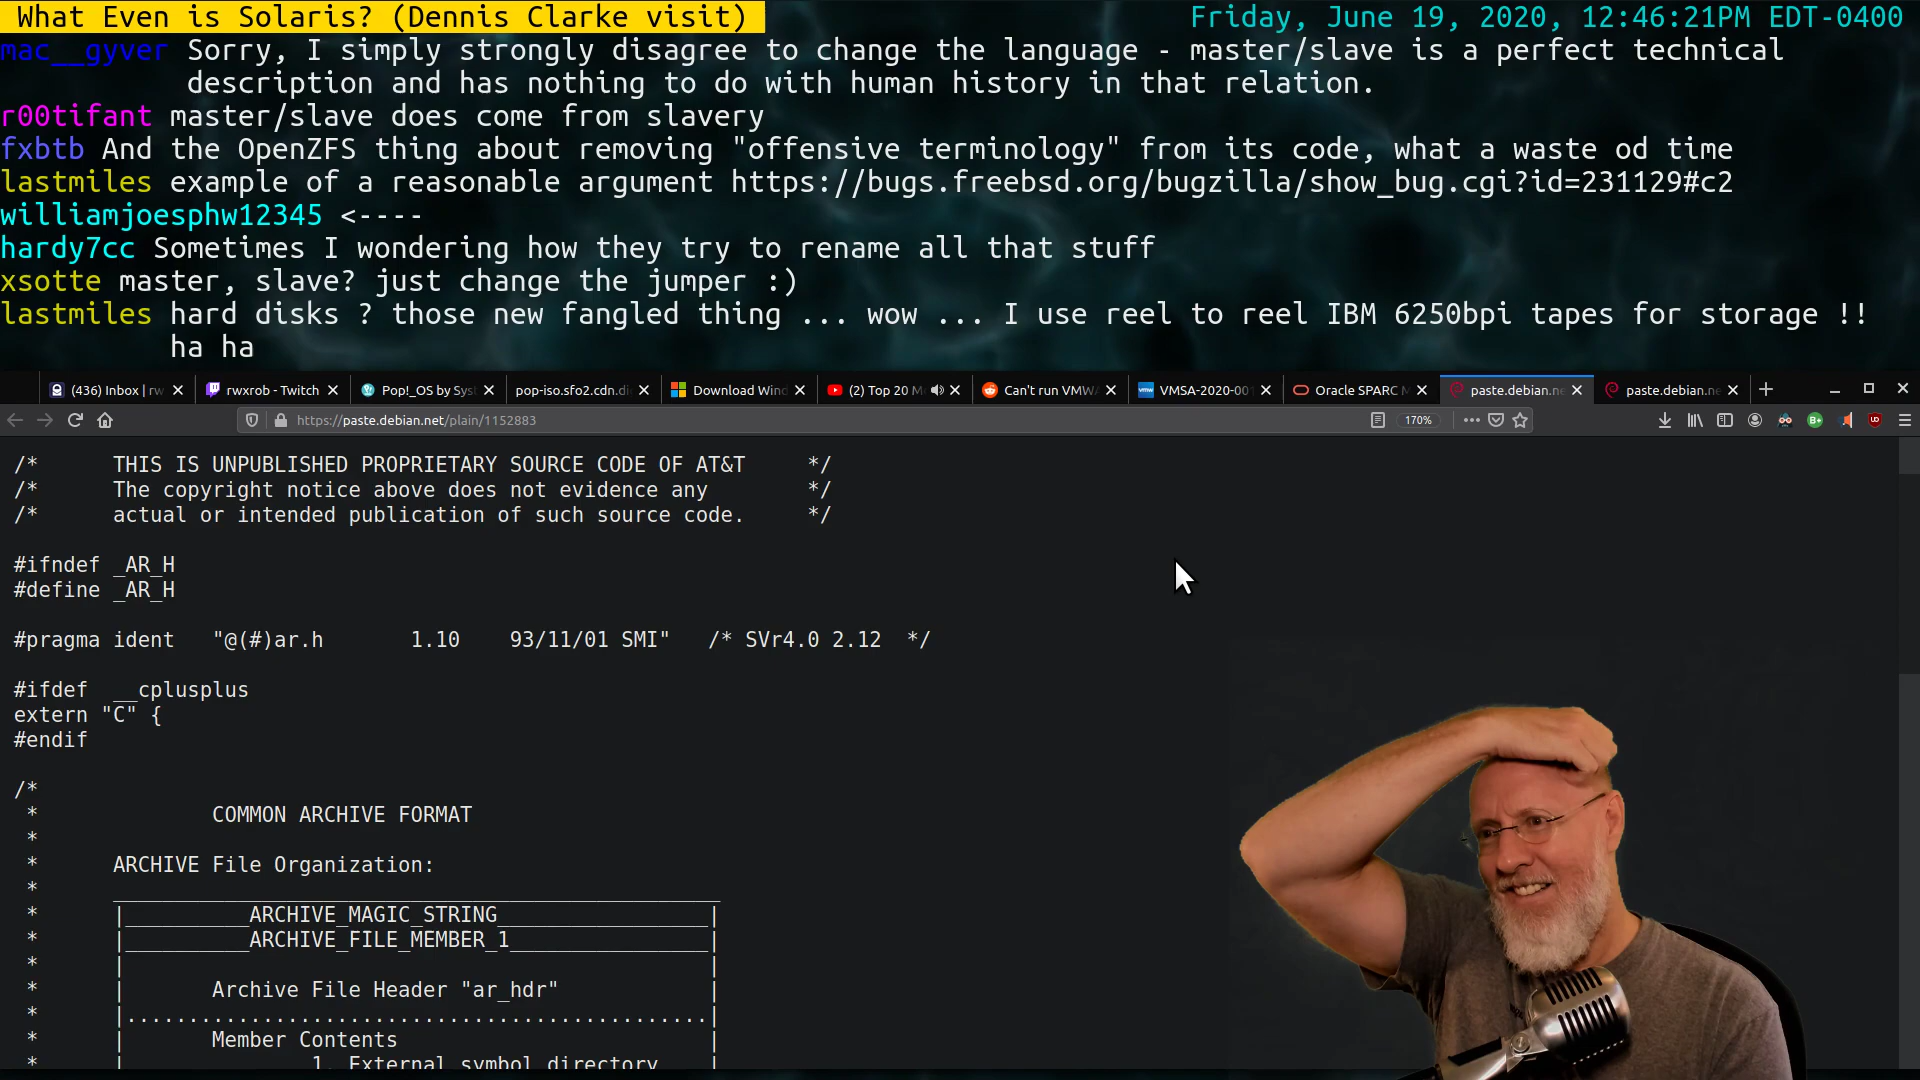 What Even is Solaris? (Dennis Clarke visit)
Friday, June 19, 2020, 12:46:21PM EDT-0400
mac__gyver Sorry, I simply strongly disagree to change the language - master/slave is a perfect technical
description and has nothing to do with human history in that relation.
r00tifant master/slave does come from slavery
fxbtb And the OpenZFS thing about removing "offensive terminology" from its code, what a waste od time
lastmiles example of a reasonable argument https://bugs.freebsd.org/bugzilla/show_bug.cgi?id=231129#c2
williamjoesphw12345 <----
hardy7cc Sometimes I wondering how they try to rename all that stuff
xsotte master, slave? just change the jumper :)
lastmiles hard disks ? those new fangled thing ... wow ... I use reel to reel IBM 6250bpi tapes for storage !!
ha ha
(436) Inbox | rw
rwxrob - Twitch
Pop!_OS by Sys
pop-iso.sfo2.cdn.di
Download Wind
(2) Top 20 M
Can't run VMWA
vmw VMSA-2020-001
Oracle SPARC M
paste.debian.ne
paste.debian.ne
https://paste.debian.net/plain/1152883
170%
/* THIS IS UNPUBLISHED PROPRIETARY SOURCE CODE OF AT&T */
/* The copyright notice above does not evidence any */
/* actual or intended publication of such source code. */
#ifndef _AR_H
#define _AR_H
#pragma ident "@(#)ar.h 1.10 93/11/01 SMI" /* SVr4.0 2.12 */
#ifdef __cplusplus
extern "C" {
#endif
/*
* COMMON ARCHIVE FORMAT
*
* ARCHIVE File Organization:
* _________________________________________________
* |__________ARCHIVE_MAGIC_STRING_________________|
* |__________ARCHIVE_FILE_MEMBER_1________________|
* | |
* | Archive File Header "ar_hdr" |
* |...............................................|
* | Member Contents |
* | 1. External symbol directory |